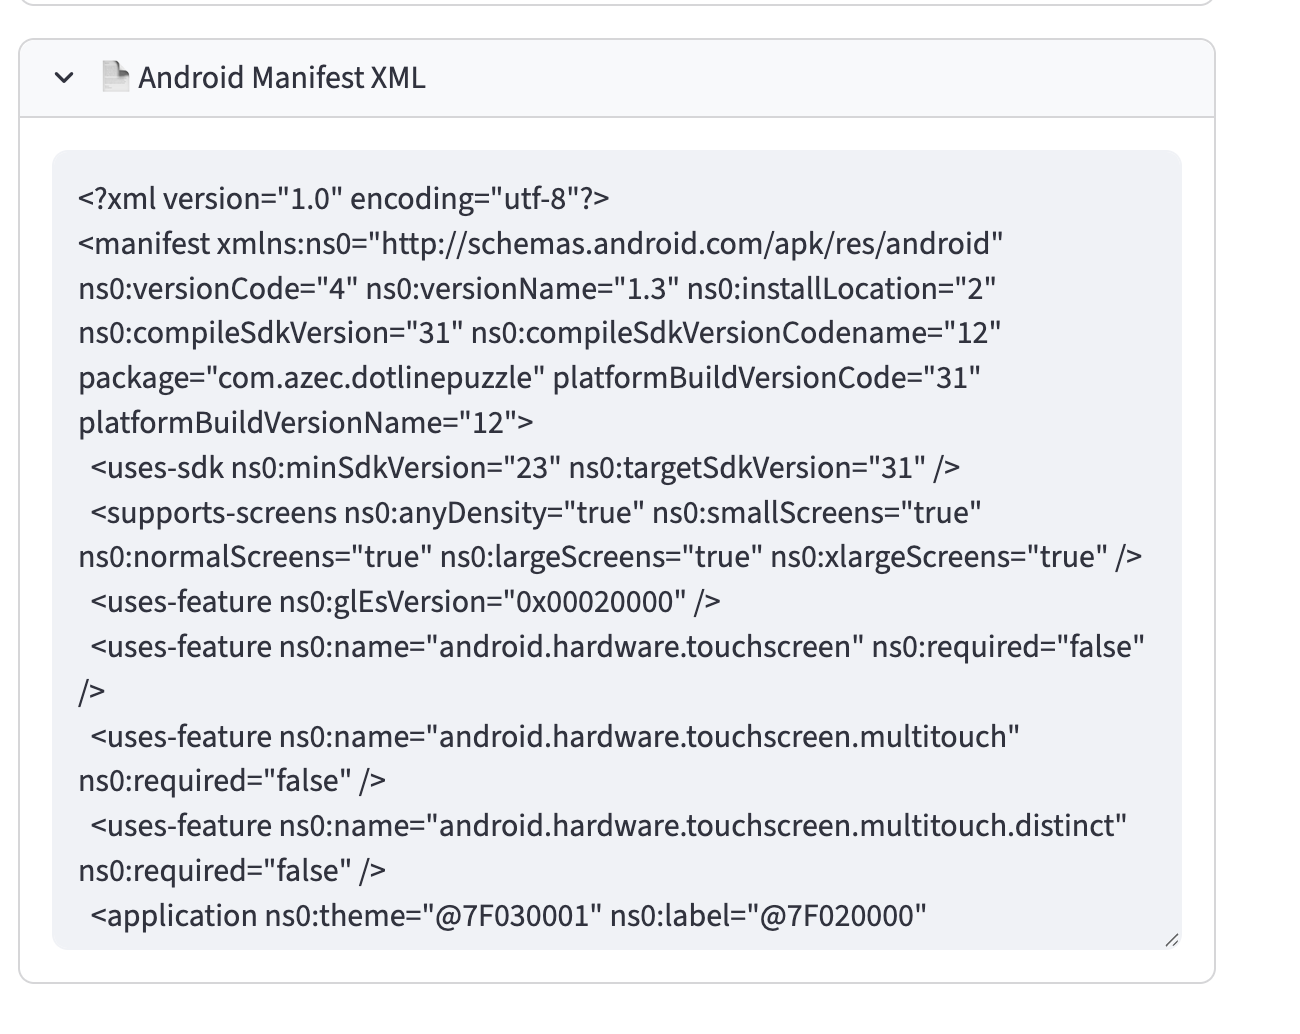 Android Manifest XML
<?xml version="1.0" encoding="utf-8"?>
<manifest xmlns:ns0="http://schemas.android.com/apk/res/android"
ns0:versionCode="4" ns0:versionName="1.3" ns0:installLocation="2"
ns0:compileSdkVersion="31" ns0:compileSdkVersionCodename="12"
package="com.azec.dotlinepuzzle" platformBuildVersionCode="31"
platformBuildVersionName="12">
  <uses-sdk ns0:minSdkVersion="23" ns0:targetSdkVersion="31" />
  <supports-screens ns0:anyDensity="true" ns0:smallScreens="true"
ns0:normalScreens="true" ns0:largeScreens="true" ns0:xlargeScreens="true" />
  <uses-feature ns0:glEsVersion="0x00020000" />
  <uses-feature ns0:name="android.hardware.touchscreen" ns0:required="false"
/>
  <uses-feature ns0:name="android.hardware.touchscreen.multitouch"
ns0:required="false" />
  <uses-feature ns0:name="android.hardware.touchscreen.multitouch.distinct"
ns0:required="false" />
  <application ns0:theme="@7F030001" ns0:label="@7F020000"